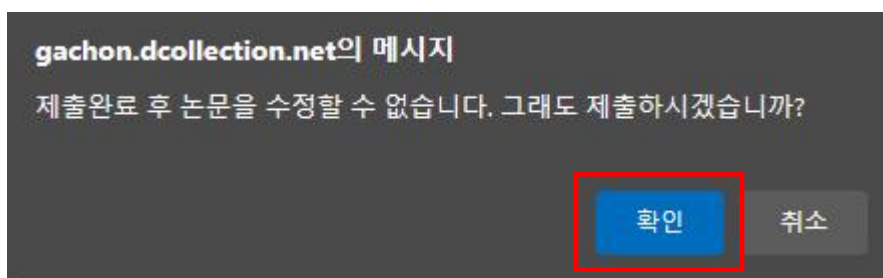 gachon.dcollection.net의 메시지
제출완료 후 논문을 수정할 수 없습니다. 그래도 제출하시겠습니까?
확인 취소